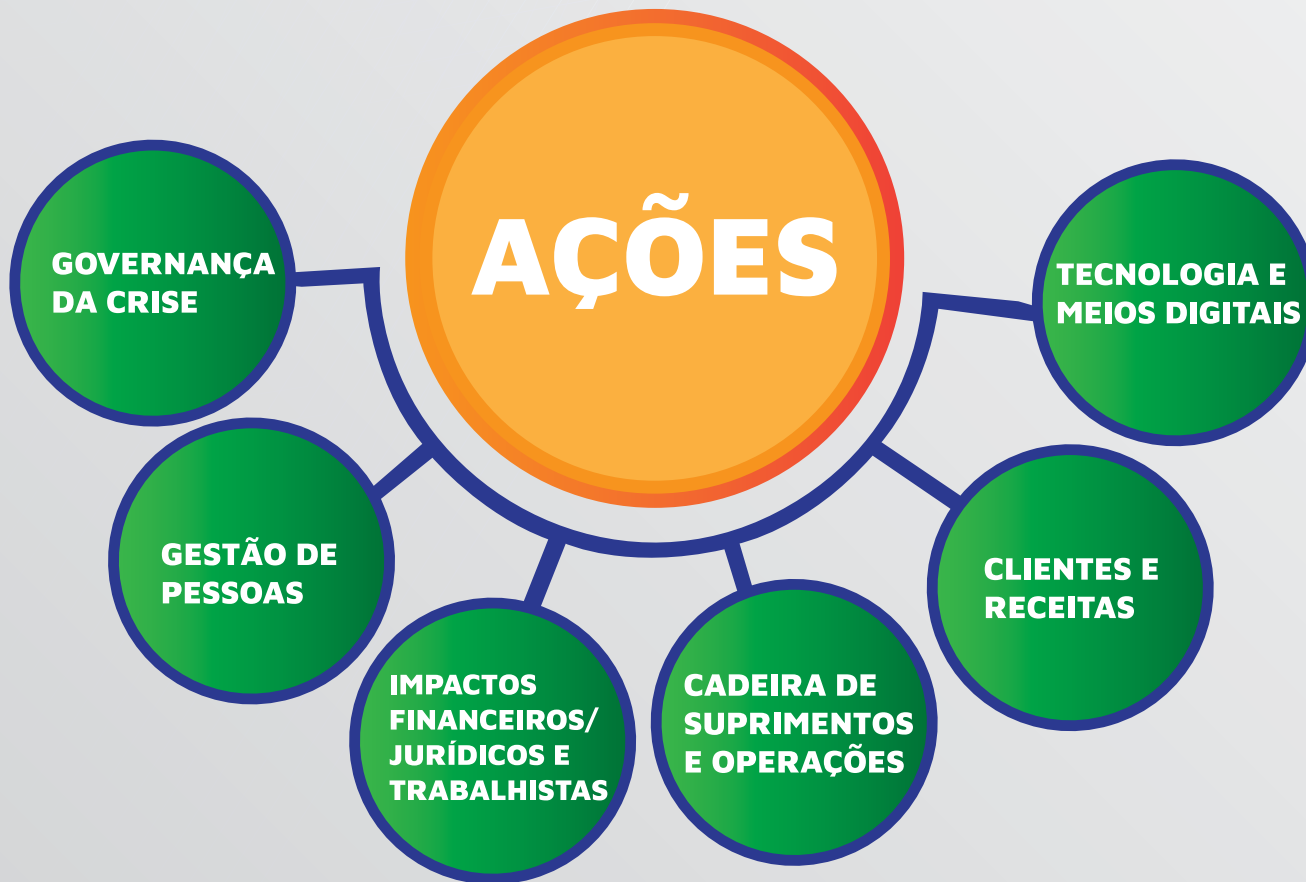 AÇÕES
GOVERNANÇA
DA CRISE
GESTÃO DE
PESSOAS
IMPACTOS
FINANCEIROS/
JURÍDICOS E
TRABALHISTAS
CADEIRA DE
SUPRIMENTOS
E OPERAÇÕES
CLIENTES E
RECEITAS
TECNOLOGIA E
MEIOS DIGITAIS